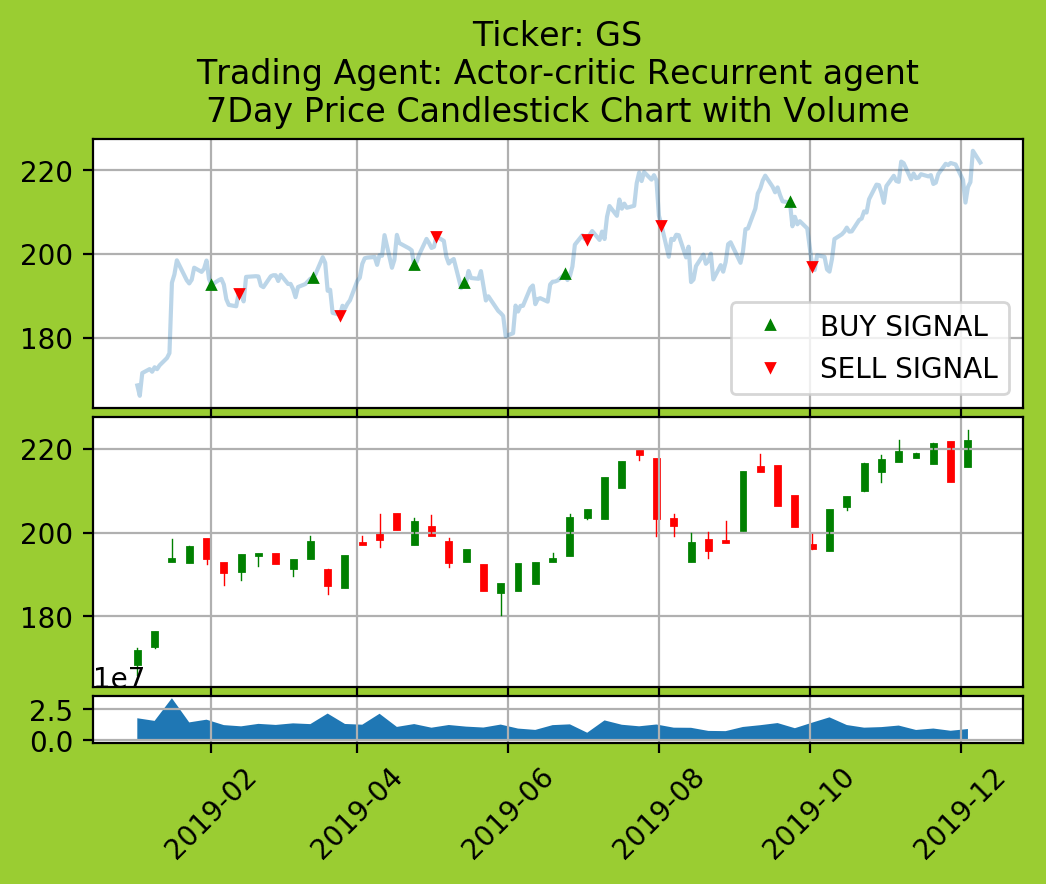 Ticker: GS
Trading Agent: Actor-critic Recurrent agent
7Day Price Candlestick Chart with Volume
220
200
180
BUY SIGNAL
SELL SIGNAL
220
200
180
1e7
2.5
0.0
2019-02
2019-04
2019-06
2019-08
2019-10
2019-12